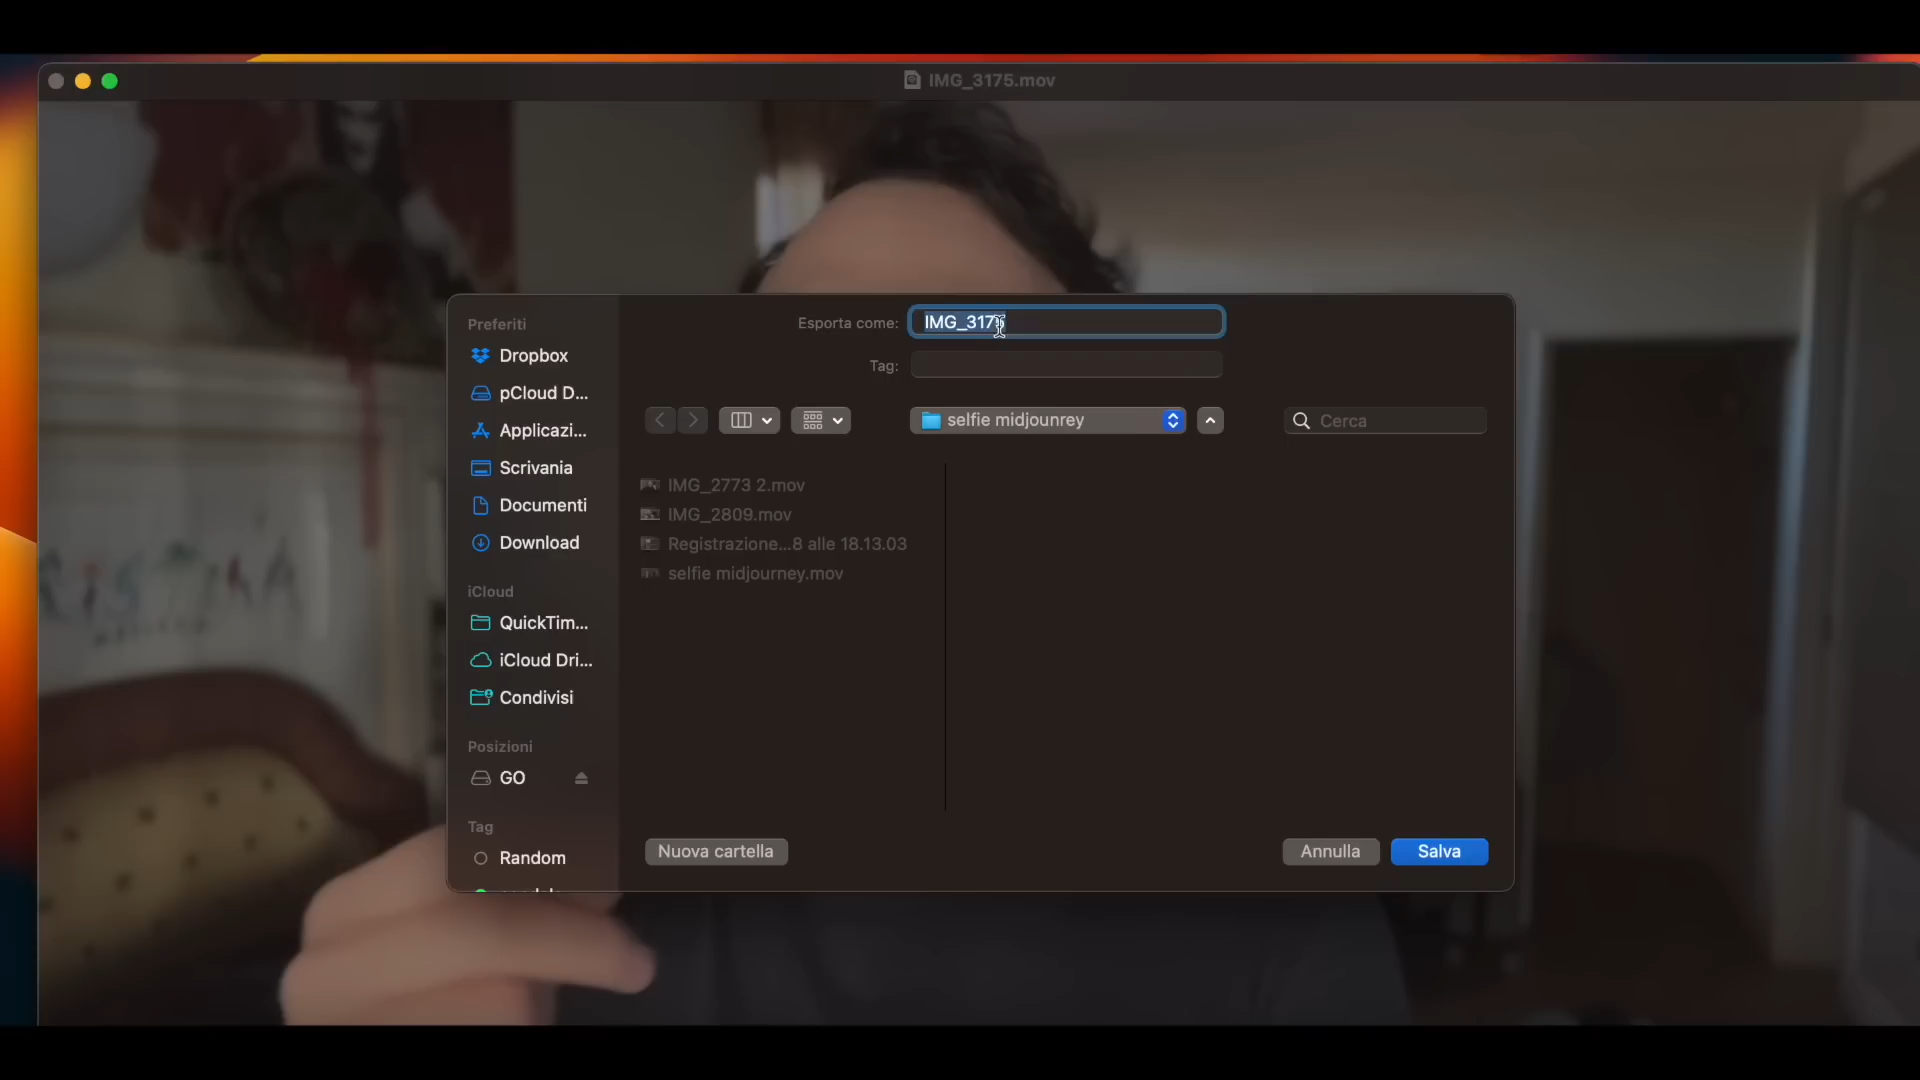 IMG_3175.mov
Esporta come: IMG_3175
Tag:
selfie midjounrey
Cerca
Preferiti
Dropbox
pCloud D...
Applicazi...
Scrivania
Documenti
Download
iCloud
QuickTim...
iCloud Dri...
Condivisi
Posizioni
GO
Tag
Random
IMG_2773 2.mov
IMG_2809.mov
Registrazione...8 alle 18.13.03
selfie midjourney.mov
Nuova cartella
Annulla
Salva